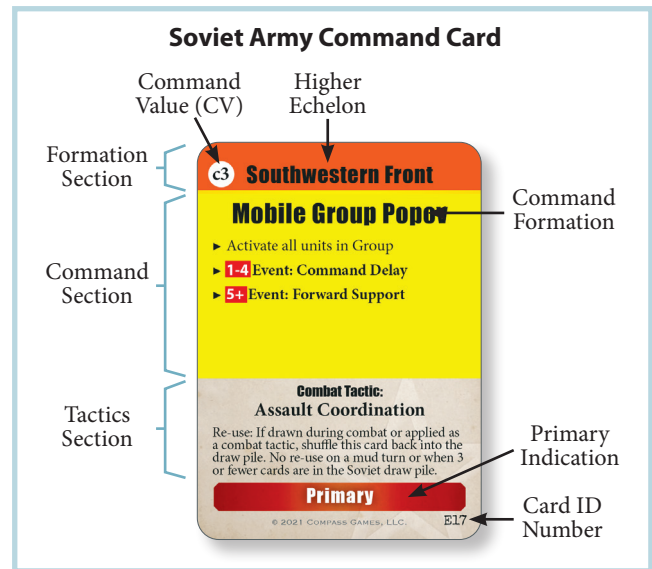 Soviet Army Command Card
Command
Value (CV)
Higher
Echelon
Formation
Section
c3
Southwestern Front
Mobile Group Popov
Command
Formation
► Activate all units in Group
► 1-4 Event: Command Delay
► 5+ Event: Forward Support
Command
Section
Combat Tactic:
Assault Coordination
Re-use: If drawn during combat or applied as
a combat tactic, shuffle this card back into the
draw pile. No re-use on a mud turn or when 3
or fewer cards are in the Soviet draw pile.
Tactics
Section
Primary
Indication
Primary
© 2021 Compass Games, LLC.
E17
Card ID
Number